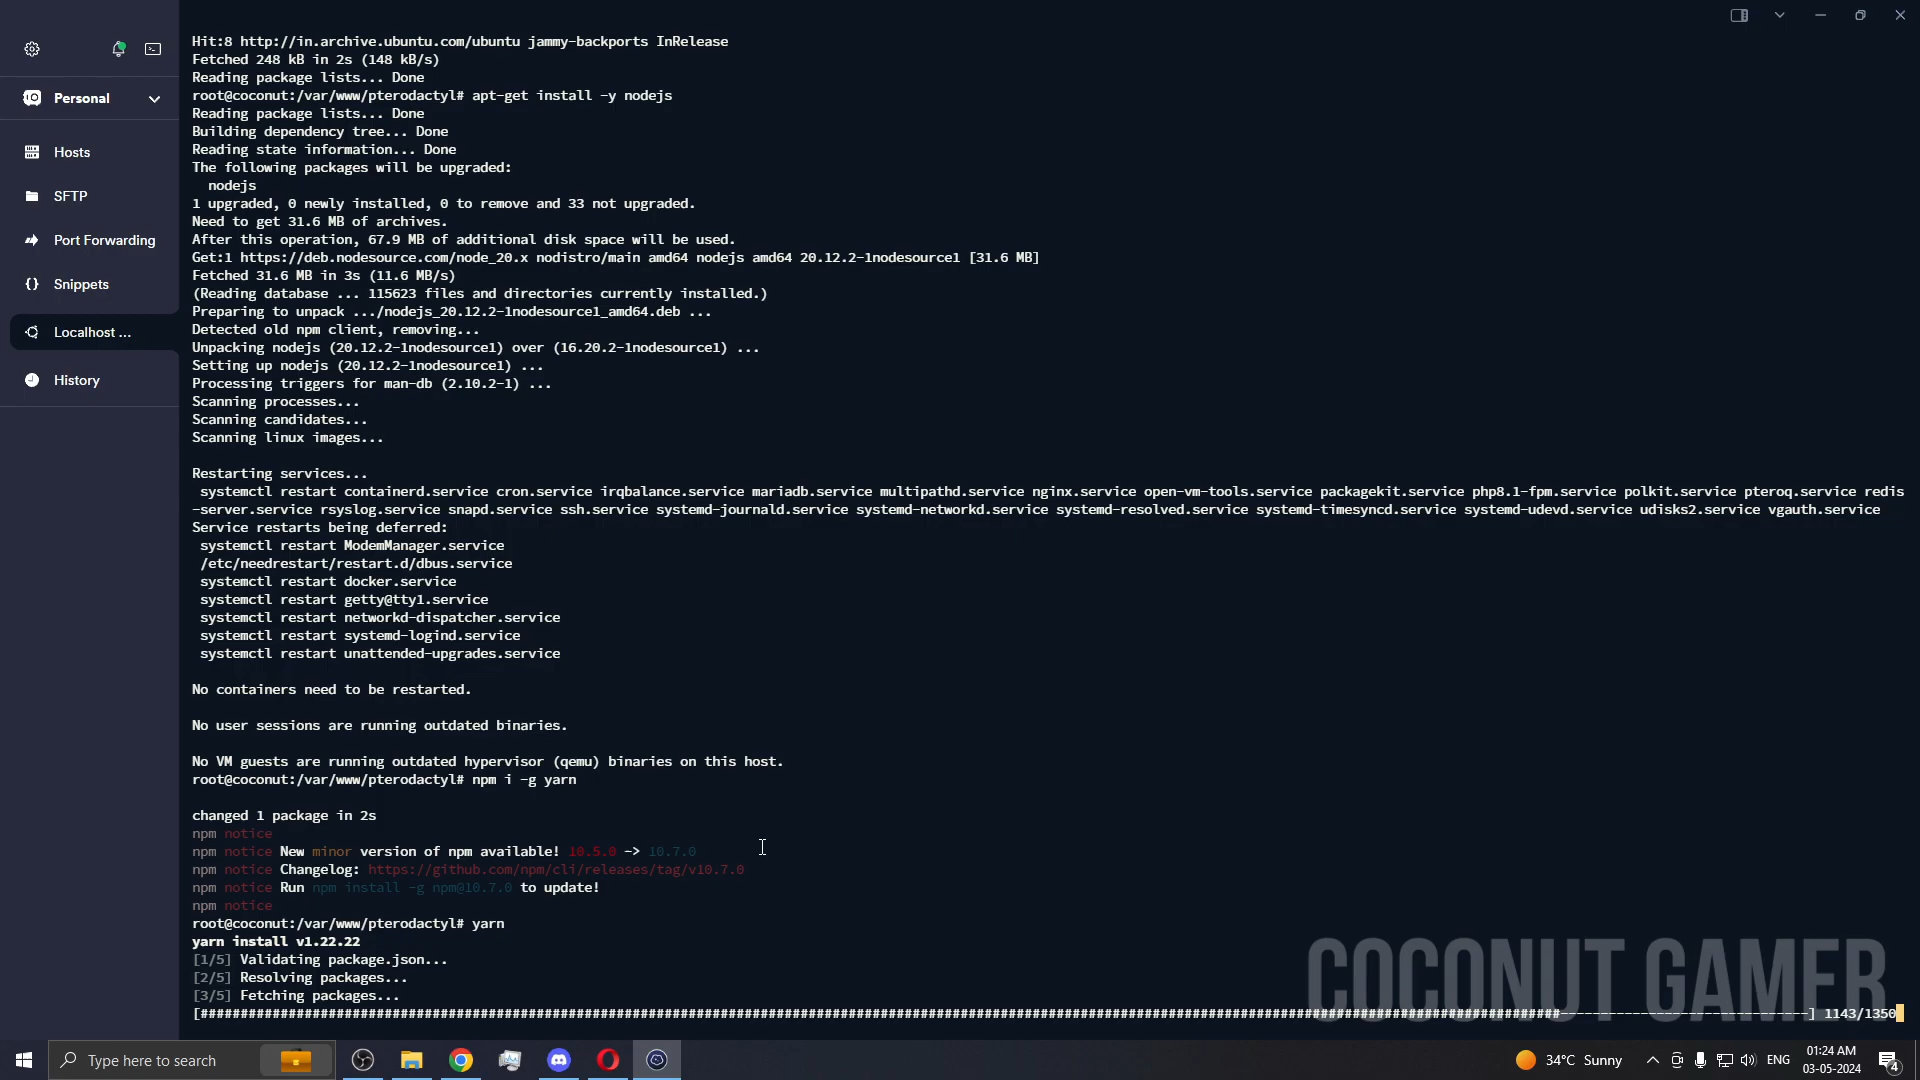 Hit:8 http://in.archive.ubuntu.com/ubuntu jammy-backports InRelease
Fetched 248 kB in 2s (148 kB/s)
Reading package lists... Done
root@coconut:/var/www/pterodactyl# apt-get install -y nodejs
Reading package lists... Done
Building dependency tree... Done
Reading state information... Done
The following packages will be upgraded:
nodejs
1 upgraded, 0 newly installed, 0 to remove and 33 not upgraded.
Need to get 31.6 MB of archives.
After this operation, 67.9 MB of additional disk space will be used.
Get:1 https://deb.nodesource.com/node_20.x nodistro/main amd64 nodejs amd64 20.12.2-1nodesource1 [31.6 MB]
Fetched 31.6 MB in 3s (11.6 MB/s)
(Reading database ... 115623 files and directories currently installed.)
Preparing to unpack .../nodejs_20.12.2-1nodesource1_amd64.deb ...
Detected old npm client, removing...
Unpacking nodejs (20.12.2-1nodesource1) over (16.20.2-1nodesource1) ...
Setting up nodejs (20.12.2-1nodesource1) ...
Processing triggers for man-db (2.10.2-1) ...
Scanning processes...
Scanning candidates...
Scanning linux images...
Restarting services...
systemctl restart containerd.service cron.service irqbalance.service mariadb.service multipathd.service nginx.service open-vm-tools.service packagekit.service php8.1-fpm.service polkit.service pteroq.service redis
-server.service rsyslog.service snapd.service ssh.service systemd-journald.service systemd-networkd.service systemd-resolved.service systemd-timesyncd.service systemd-udevd.service udisks2.service vgauth.service
Service restarts being deferred:
systemctl restart ModemManager.service
/etc/needrestart/restart.d/dbus.service
systemctl restart docker.service
systemctl restart getty@tty1.service
systemctl restart networkd-dispatcher.service
systemctl restart systemd-logind.service
systemctl restart unattended-upgrades.service
No containers need to be restarted.
No user sessions are running outdated binaries.
No VM guests are running outdated hypervisor (qemu) binaries on this host.
root@coconut:/var/www/pterodactyl# npm i -g yarn
changed 1 package in 2s
npm notice
npm notice New minor version of npm available! 10.5.0 -> 10.7.0
npm notice Changelog: https://github.com/npm/cli/releases/tag/v10.7.0
npm notice Run npm install -g npm@10.7.0 to update!
npm notice
root@coconut:/var/www/pterodactyl# yarn
yarn install v1.22.22
[1/5] Validating package.json...
[2/5] Resolving packages...
[3/5] Fetching packages...
1143/1350
Personal
Hosts
SFTP
Port Forwarding
Snippets
Localhost ...
History
COCONUT GAMER
Type here to search
34°C Sunny
ENG
01:24 AM
03-05-2024
4